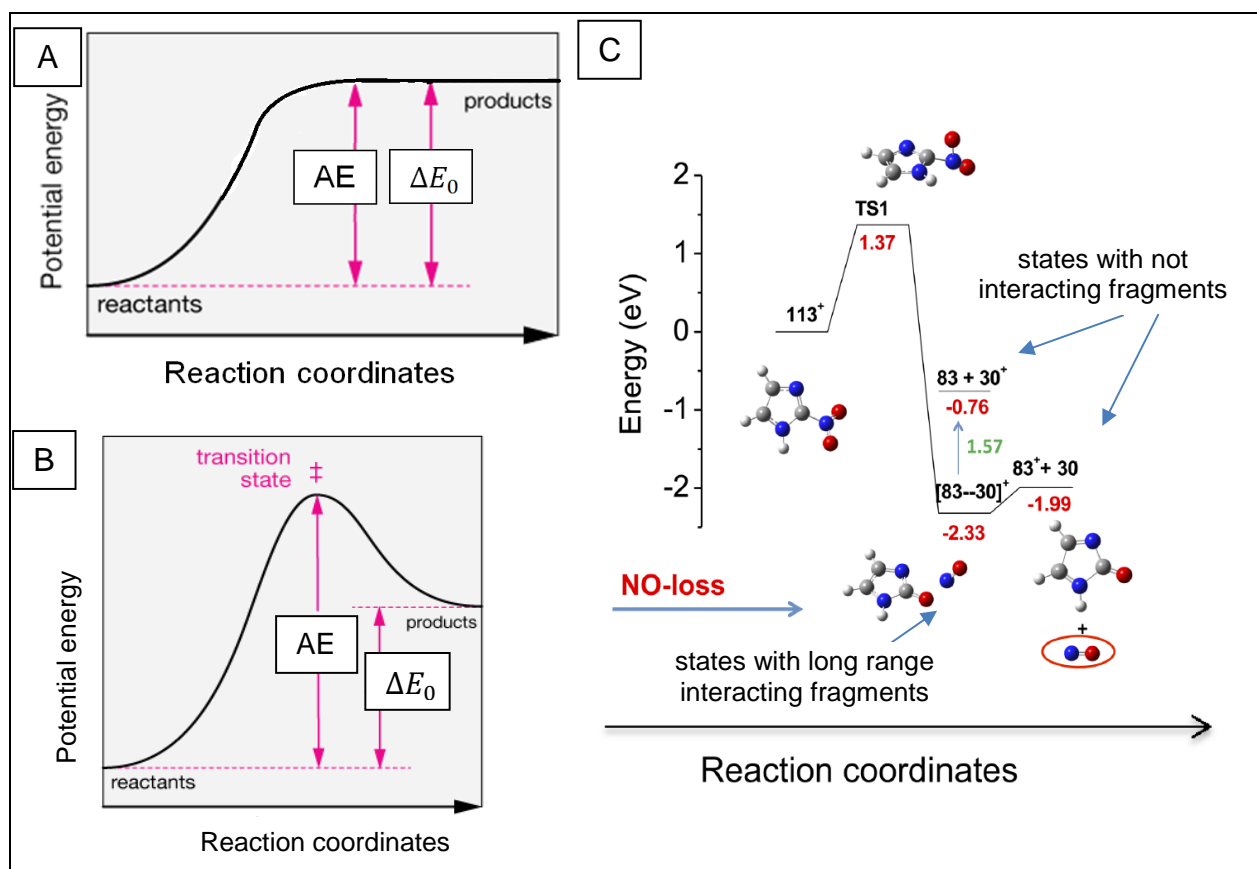 A
Potential energy
products
AE
ΔE₀
reactants
Reaction coordinates
B
transition
state
‡
Potential energy
products
AE
ΔE₀
reactants
Reaction coordinates
C
Energy (eV)
2
1
0
-1
-2
TS1
1.37
states with not
interacting fragments
113⁺
83 + 30⁺
-0.76
1.57
83⁺+ 30
[83--30]⁺
-1.99
-2.33
NO-loss
+
states with long range
interacting fragments
Reaction coordinates